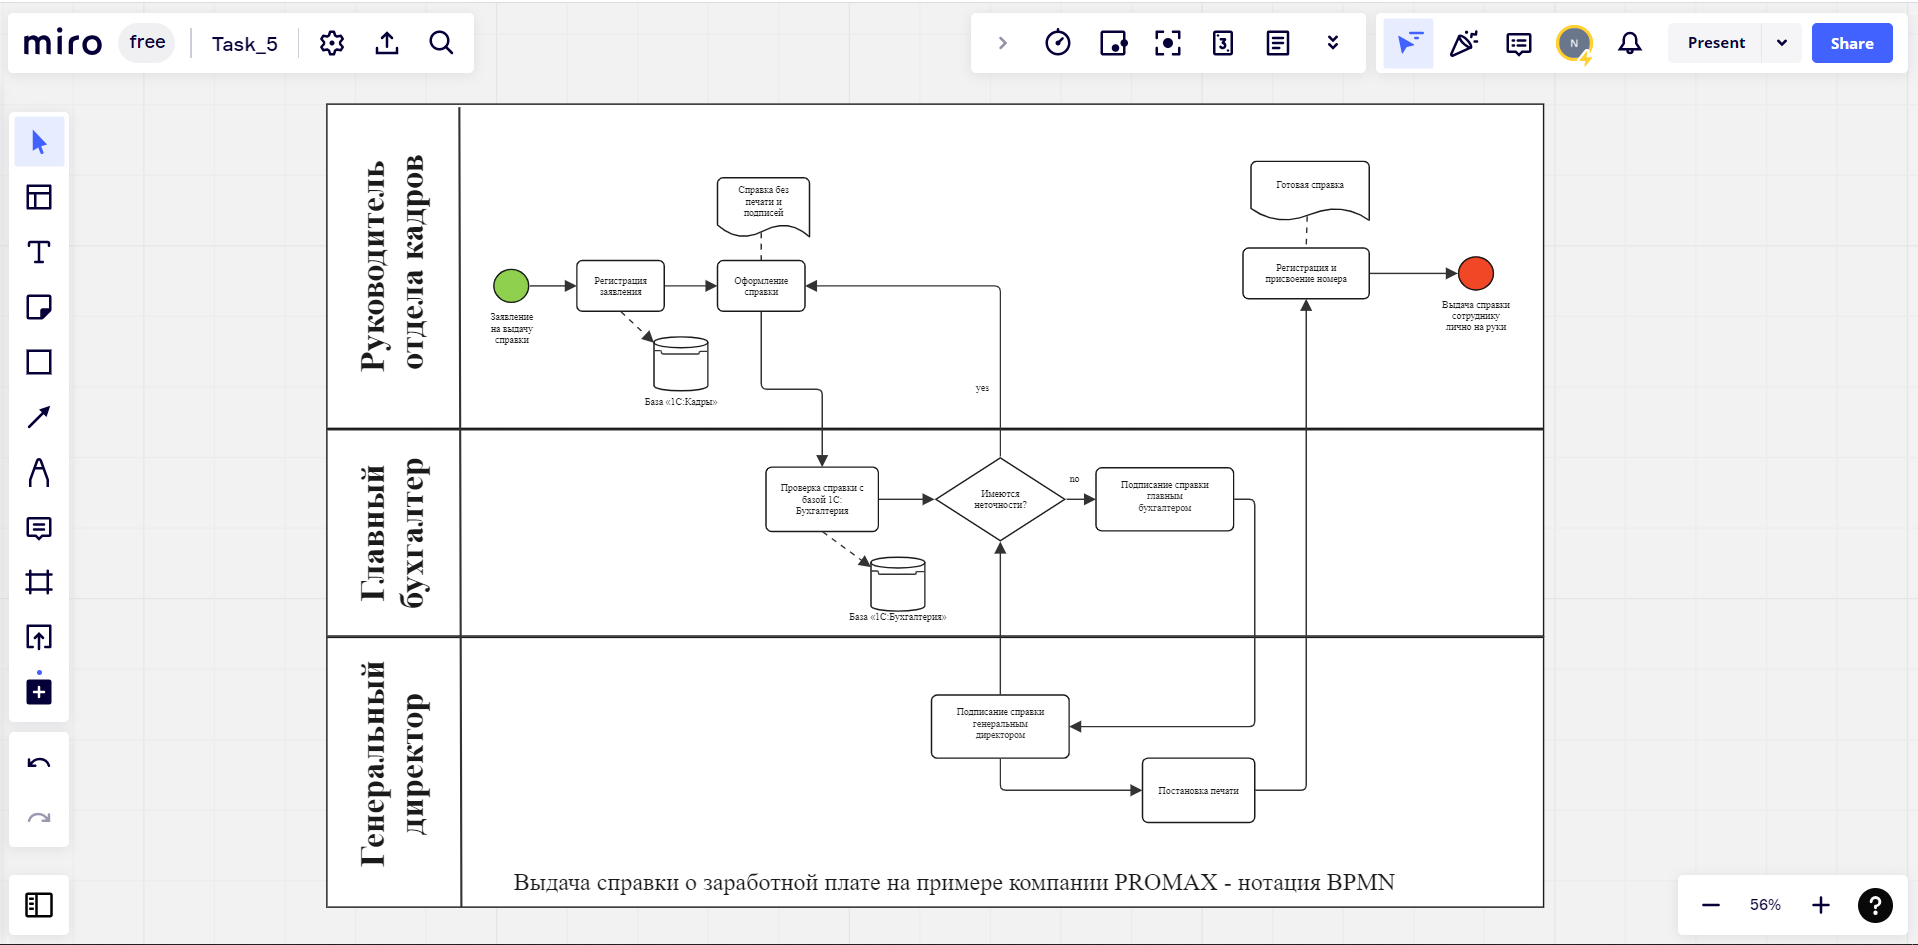 miro
free
Task_5
3
N
Present
Share
Руководитель
отдела кадров
Справка без
печати и
подписей
Готовая справка
Регистрация
заявления
Оформление
справки
Регистрация и
присвоение номера
Заявление
на выдачу
справки
Выдача справки
сотруднику
лично на руки
База «1С:Кадры»
yes
Главный
бухгалтер
Проверка справки с
базой 1С:
Бухгалтерия
Имеются
неточности?
no
Подписание справки
главным
бухгалтером
База «1С:Бухгалтерия»
Генеральный
директор
Подписание справки
генеральным
директором
Постановка печати
Выдача справки о заработной плате на примере компании PROMAX - нотация BPMN
56%
?